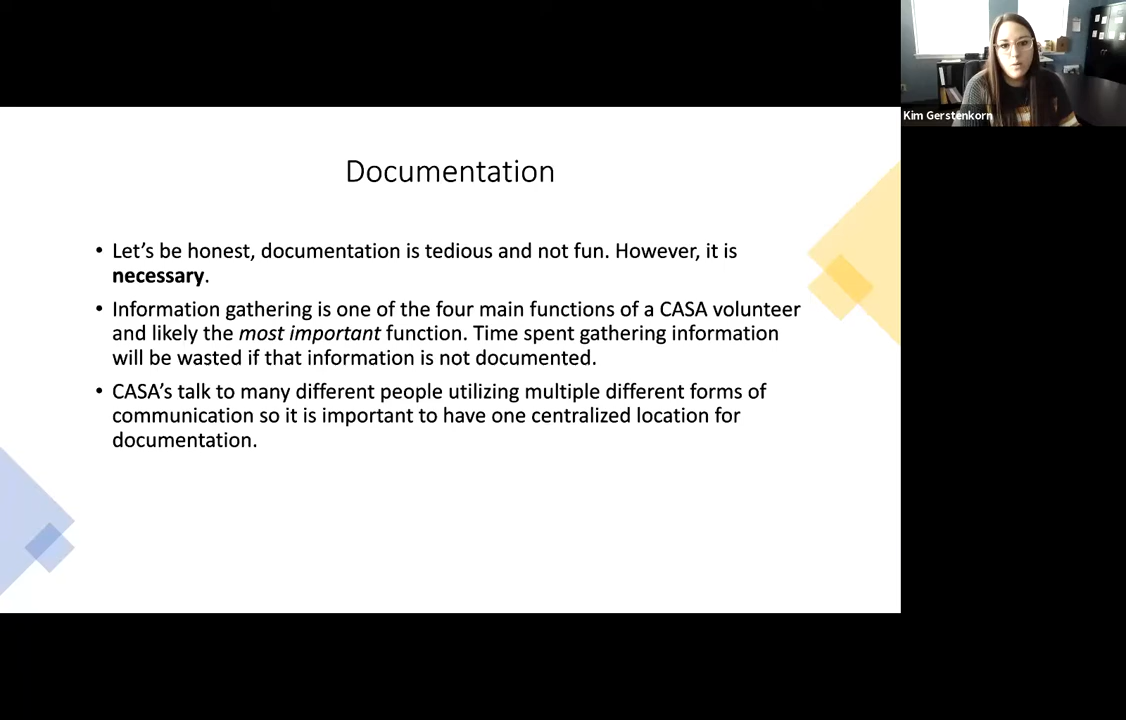 Kim Gerstenkorn
Documentation
• Let’s be honest, documentation is tedious and not fun. However, it is
necessary.
• Information gathering is one of the four main functions of a CASA volunteer
and likely the most important function. Time spent gathering information
will be wasted if that information is not documented.
• CASA’s talk to many different people utilizing multiple different forms of
communication so it is important to have one centralized location for
documentation.